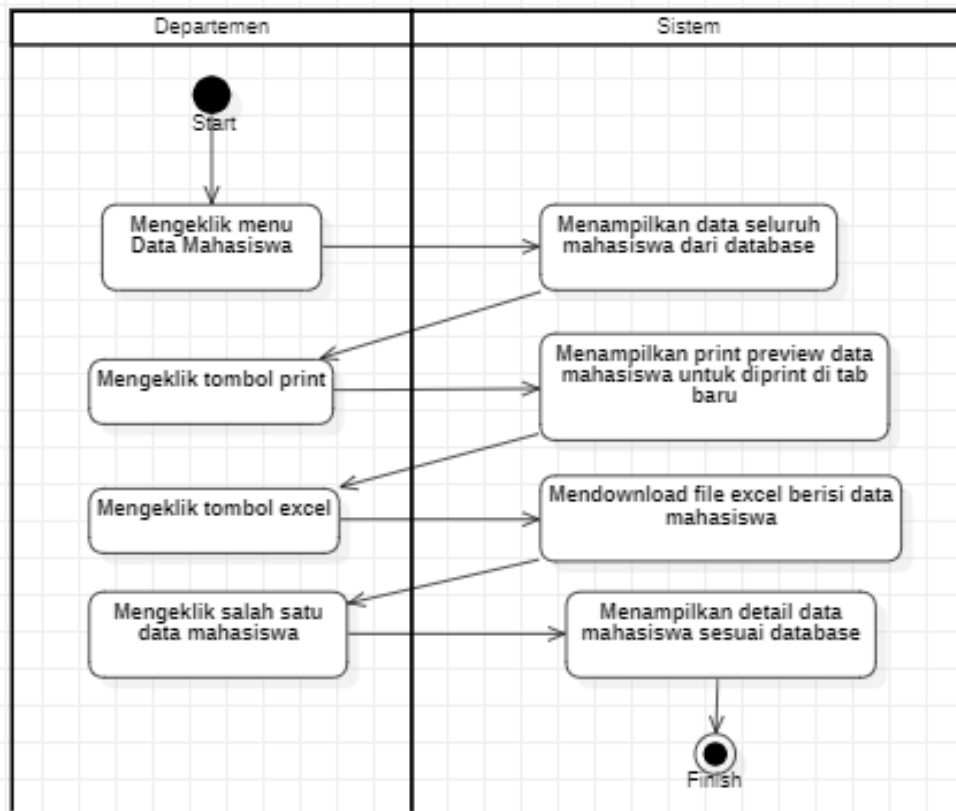 Departemen
Sistem
Start
Mengeklik menu
Data Mahasiswa
Menampilkan data seluruh
mahasiswa dari database
Mengeklik tombol print
Menampilkan print preview data
mahasiswa untuk diprint di tab
baru
Mengeklik tombol excel
Mendownload file excel berisi data
mahasiswa
Mengeklik salah satu
data mahasiswa
Menampilkan detail data
mahasiswa sesuai database
Finish